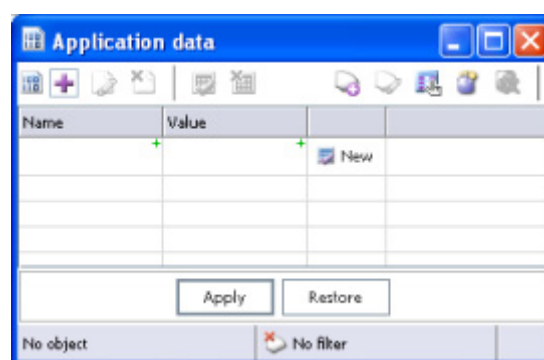 Application data
Name Value
New
Apply Restore
No object No filter